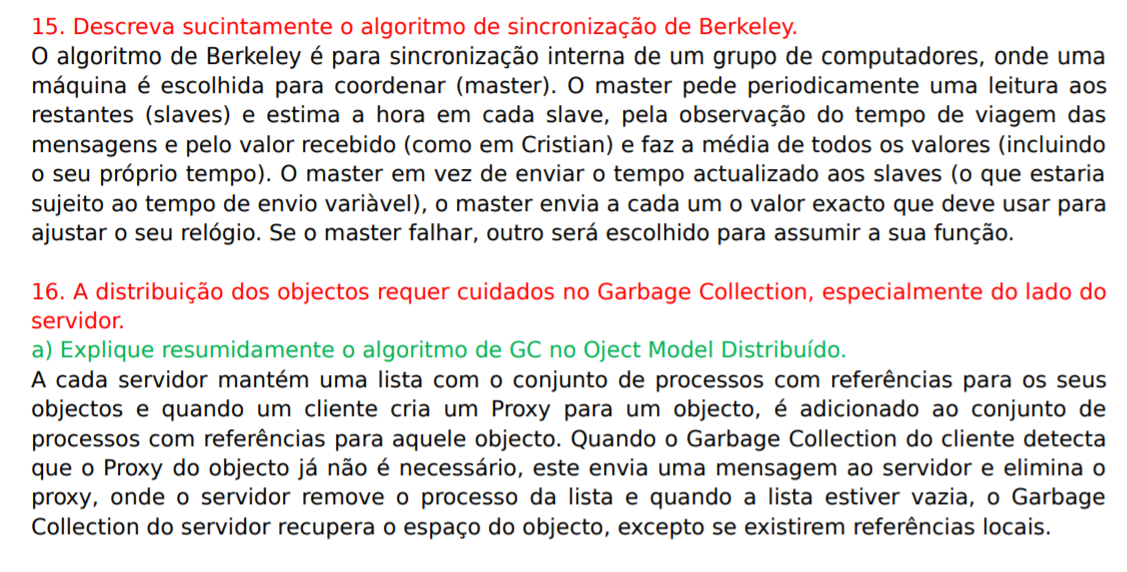 15. Descreva sucintamente o algoritmo de sincronização de Berkeley.
O algoritmo de Berkeley é para sincronização interna de um grupo de computadores, onde uma
máquina é escolhida para coordenar (master). O master pede periodicamente uma leitura aos
restantes (slaves) e estima a hora em cada slave, pela observação do tempo de viagem das
mensagens e pelo valor recebido (como em Cristian) e faz a média de todos os valores (incluindo
o seu próprio tempo). O master em vez de enviar o tempo actualizado aos slaves (o que estaria
sujeito ao tempo de envio variàvel), o master envia a cada um o valor exacto que deve usar para
ajustar o seu relógio. Se o master falhar, outro será escolhido para assumir a sua função.
16. A distribuição dos objectos requer cuidados no Garbage Collection, especialmente do lado do
servidor.
a) Explique resumidamente o algoritmo de GC no Oject Model Distribuído.
A cada servidor mantém uma lista com o conjunto de processos com referências para os seus
objectos e quando um cliente cria um Proxy para um objecto, é adicionado ao conjunto de
processos com referências para aquele objecto. Quando o Garbage Collection do cliente detecta
que o Proxy do objecto já não é necessário, este envia uma mensagem ao servidor e elimina o
proxy, onde o servidor remove o processo da lista e quando a lista estiver vazia, o Garbage
Collection do servidor recupera o espaço do objecto, excepto se existirem referências locais.